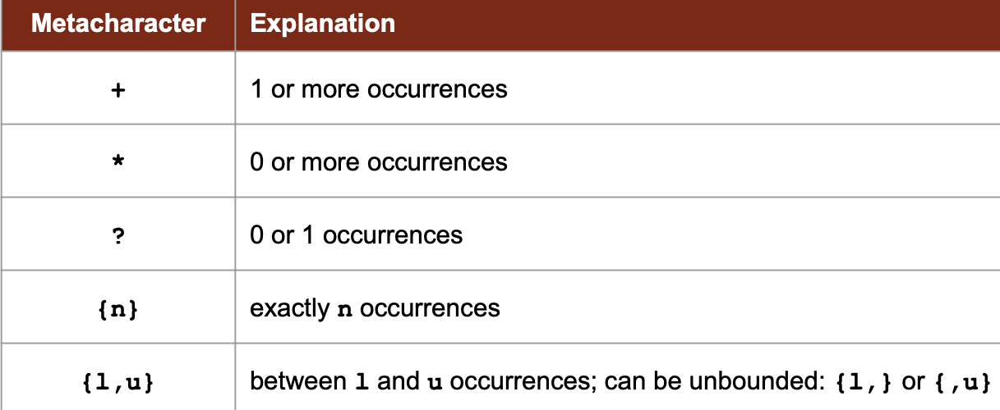 Metacharacter Explanation
+ 1 or more occurrences
* 0 or more occurrences
? 0 or 1 occurrences
{n} exactly n occurrences
{l,u} between l and u occurrences; can be unbounded: {l,} or {,u}